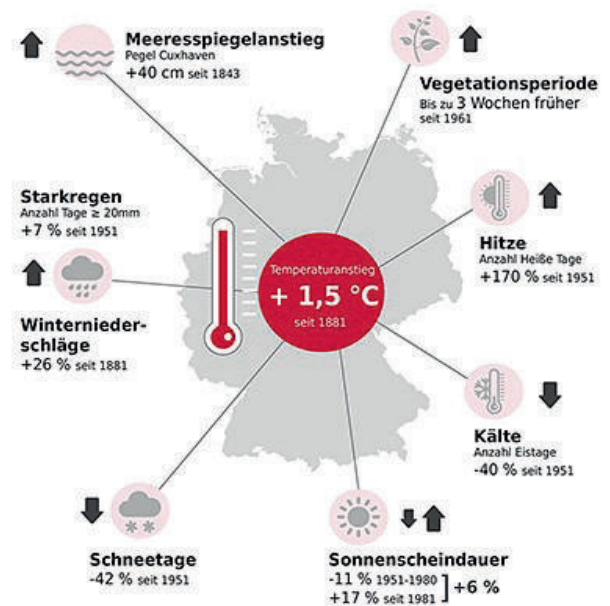 Meeresspiegelanstieg
Pegel Cuxhaven
+40 cm seit 1843
Vegetationsperiode
Bis zu 3 Wochen früher
seit 1961
Starkregen
Anzahl Tage ≥ 20mm
+7 % seit 1951
Hitze
Anzahl Heiße Tage
+170 % seit 1951
Temperaturanstieg
+ 1,5 °C
seit 1881
Winternieder-
schläge
+26 % seit 1881
Kälte
Anzahl Eistage
-40 % seit 1951
Schneetage
-42 % seit 1951
Sonnenscheindauer
-11 % 1951-1980
+17 % seit 1981
+6 %